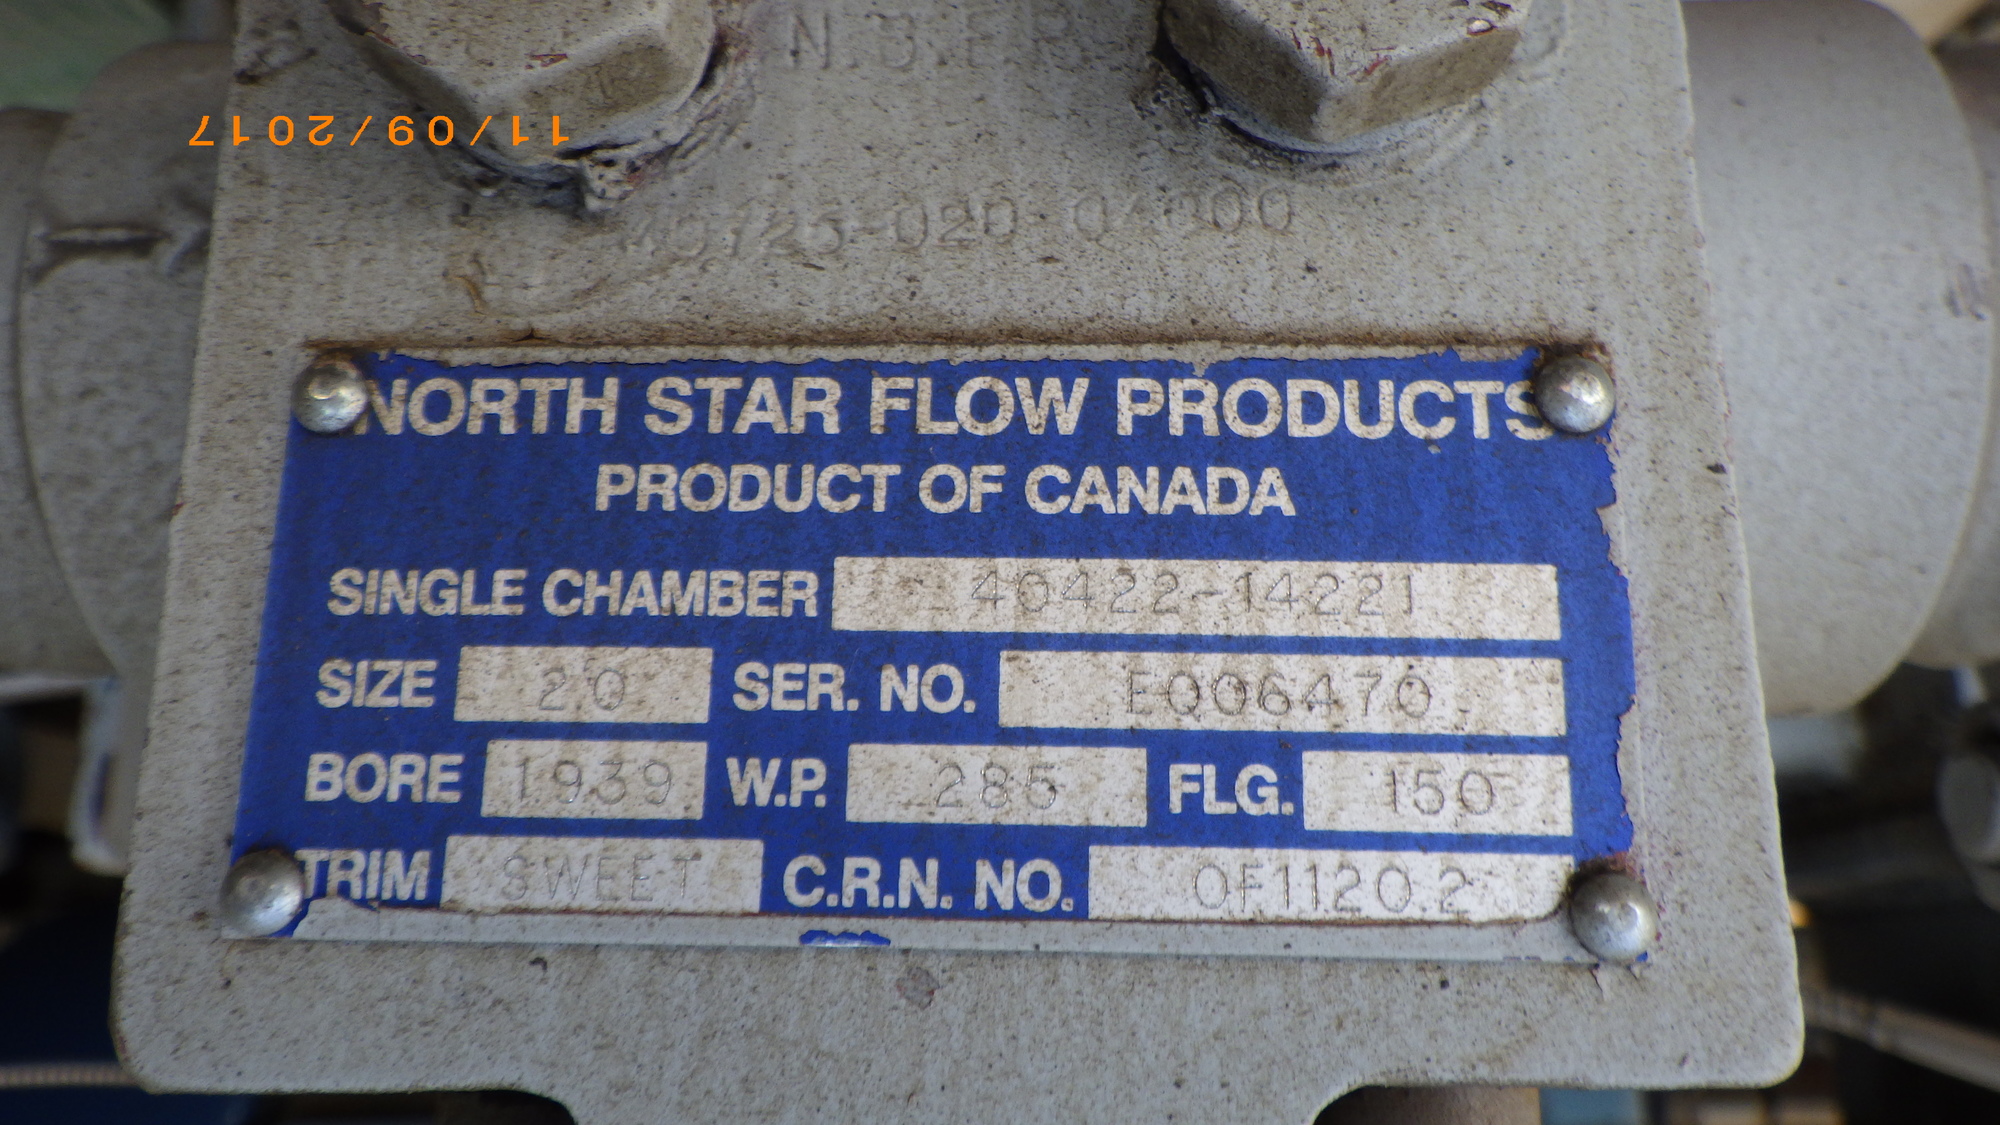 11/09/2017
NORTH STAR FLOW PRODUCTS
PRODUCT OF CANADA
SINGLE CHAMBER 40422-14221
SIZE 20 SER. NO. EQ06470
BORE 1939 W.P. 285 FLG. 150
TRIM SWEET C.R.N. NO. 0F1120.2